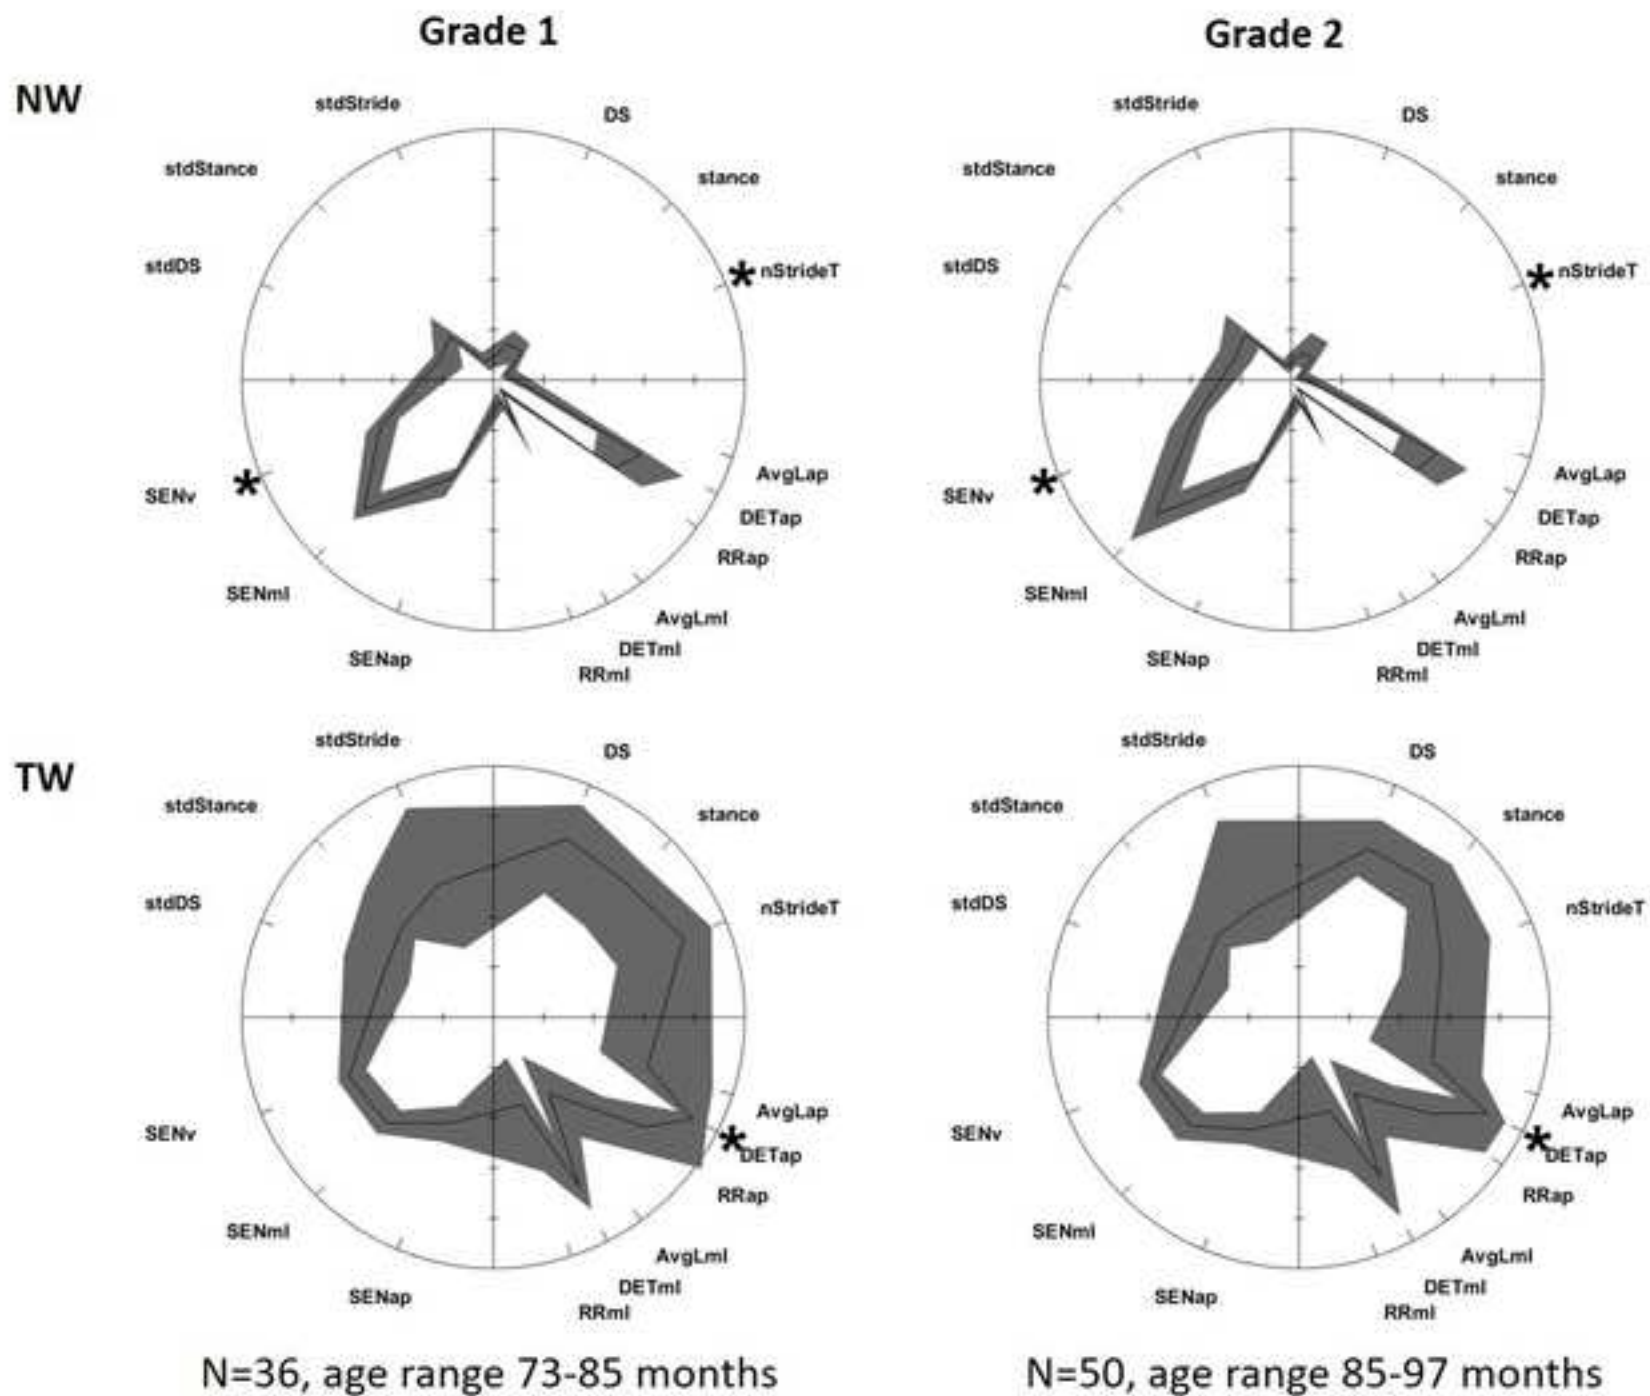 Grade 1
Grade 2
NW
stdStride
DS
stdStance
stance
stdDS
* nStrideT
* SENv
AvgLap
DETap
RRap
SENml
AvgLml
DETml
SENap
RRml
stdStride
DS
stdStance
stance
stdDS
* nStrideT
* SENv
AvgLap
DETap
RRap
SENml
AvgLml
DETml
SENap
RRml
TW
stdStride
DS
stdStance
stance
stdDS
nStrideT
SENv
AvgLap
* DETap
RRap
SENml
AvgLml
DETml
SENap
RRml
stdStride
DS
stdStance
stance
stdDS
nStrideT
SENv
AvgLap
* DETap
RRap
SENml
AvgLml
DETml
SENap
RRml
N=36, age range 73-85 months
N=50, age range 85-97 months